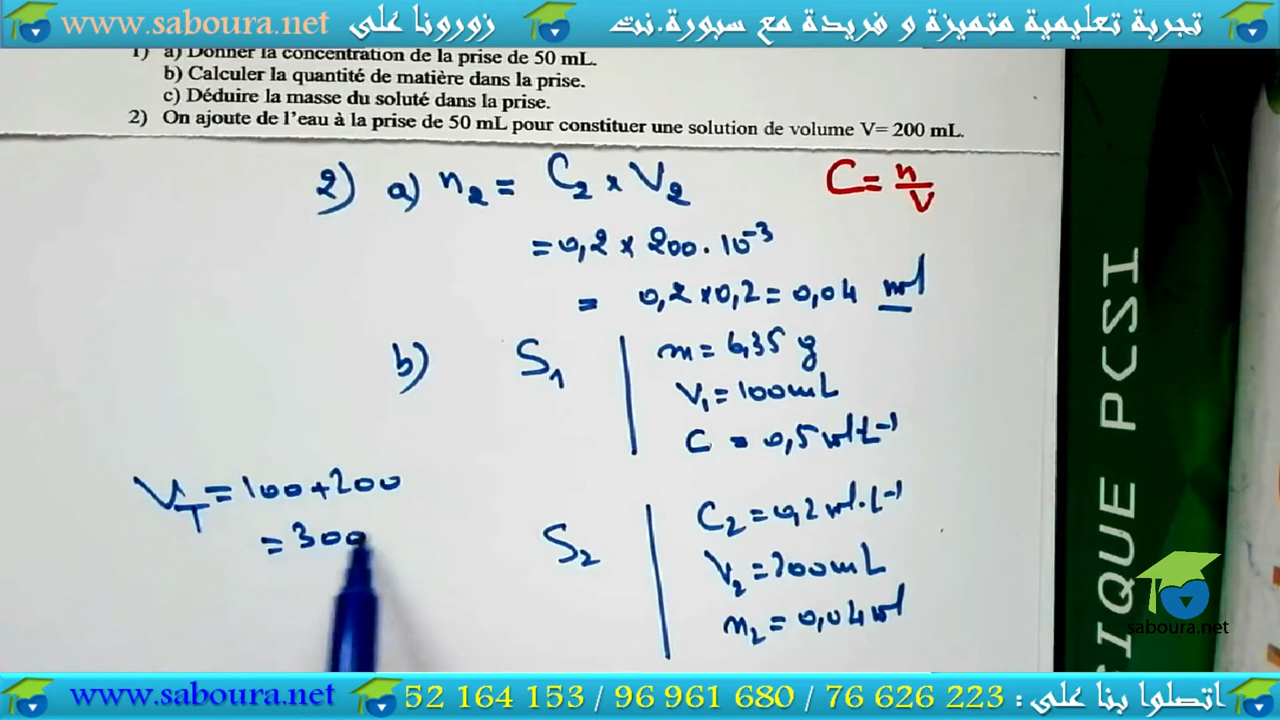 www.saboura.net زورونا على تجربة تعليمية متميزة و فريدة مع سبورة.نت
1) a) Donner la concentration de la prise de 50 mL.
b) Calculer la quantité de matière dans la prise.
c) Déduire la masse du soluté dans la prise.
2) On ajoute de l'eau à la prise de 50 mL pour constituer une solution de volume V= 200 mL.
2) a) n₂ = C₂ × V₂
C = n/V
= 0,2 × 200 . 10⁻³
= 0,2 × 0,2 = 0,04 mol
b) S₁
m = 6,35 g
V₁ = 100 mL
C = 0,5 mol L⁻¹
V_T = 100 + 200
= 300
S₂
C₂ = 0,2 mol . L⁻¹
V₂ = 200 mL
n₂ = 0,04 mol
IQUE PCSI
saboura.net
www.saboura.net 52 164 153 / 96 961 680 / 76 626 223 : اتصلوا بنا على